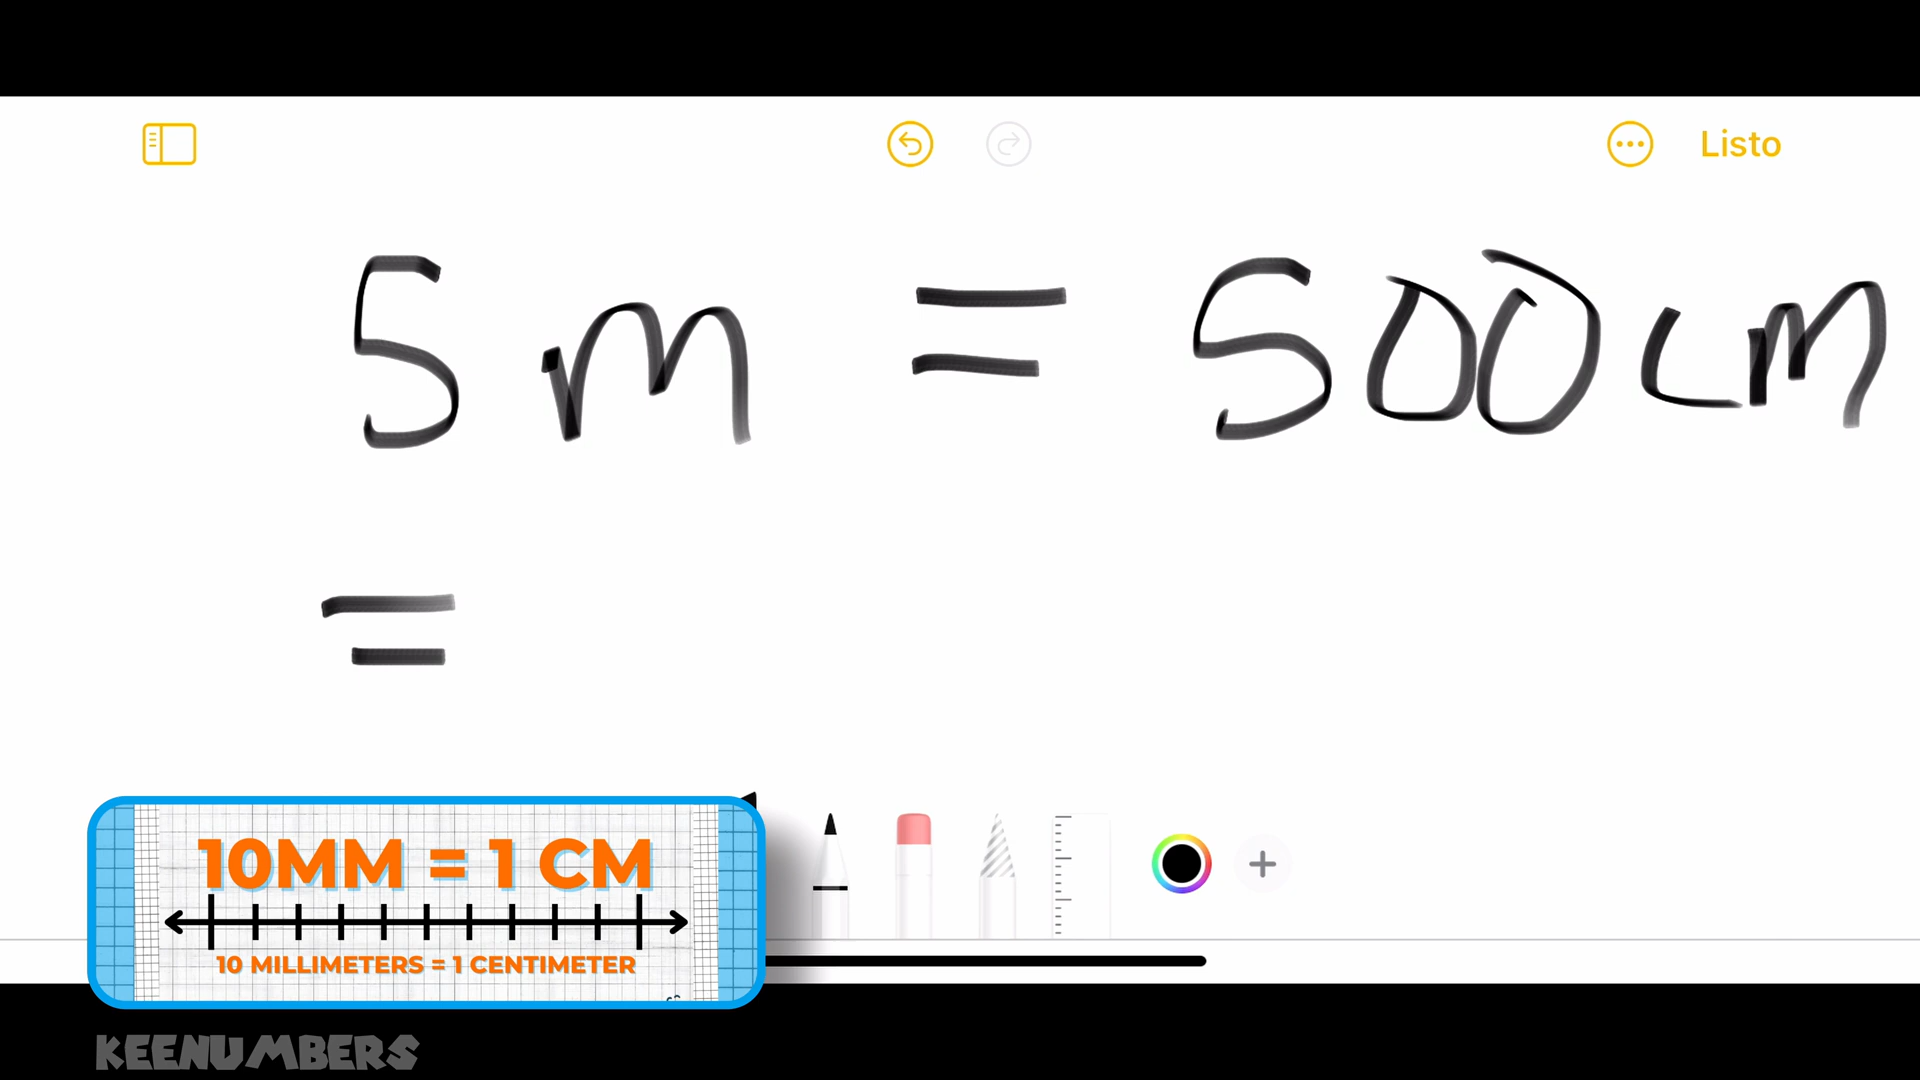 Listo
5 m = 500 cm
=
10MM = 1 CM
10 MILLIMETERS = 1 CENTIMETER
KEENUMBERS